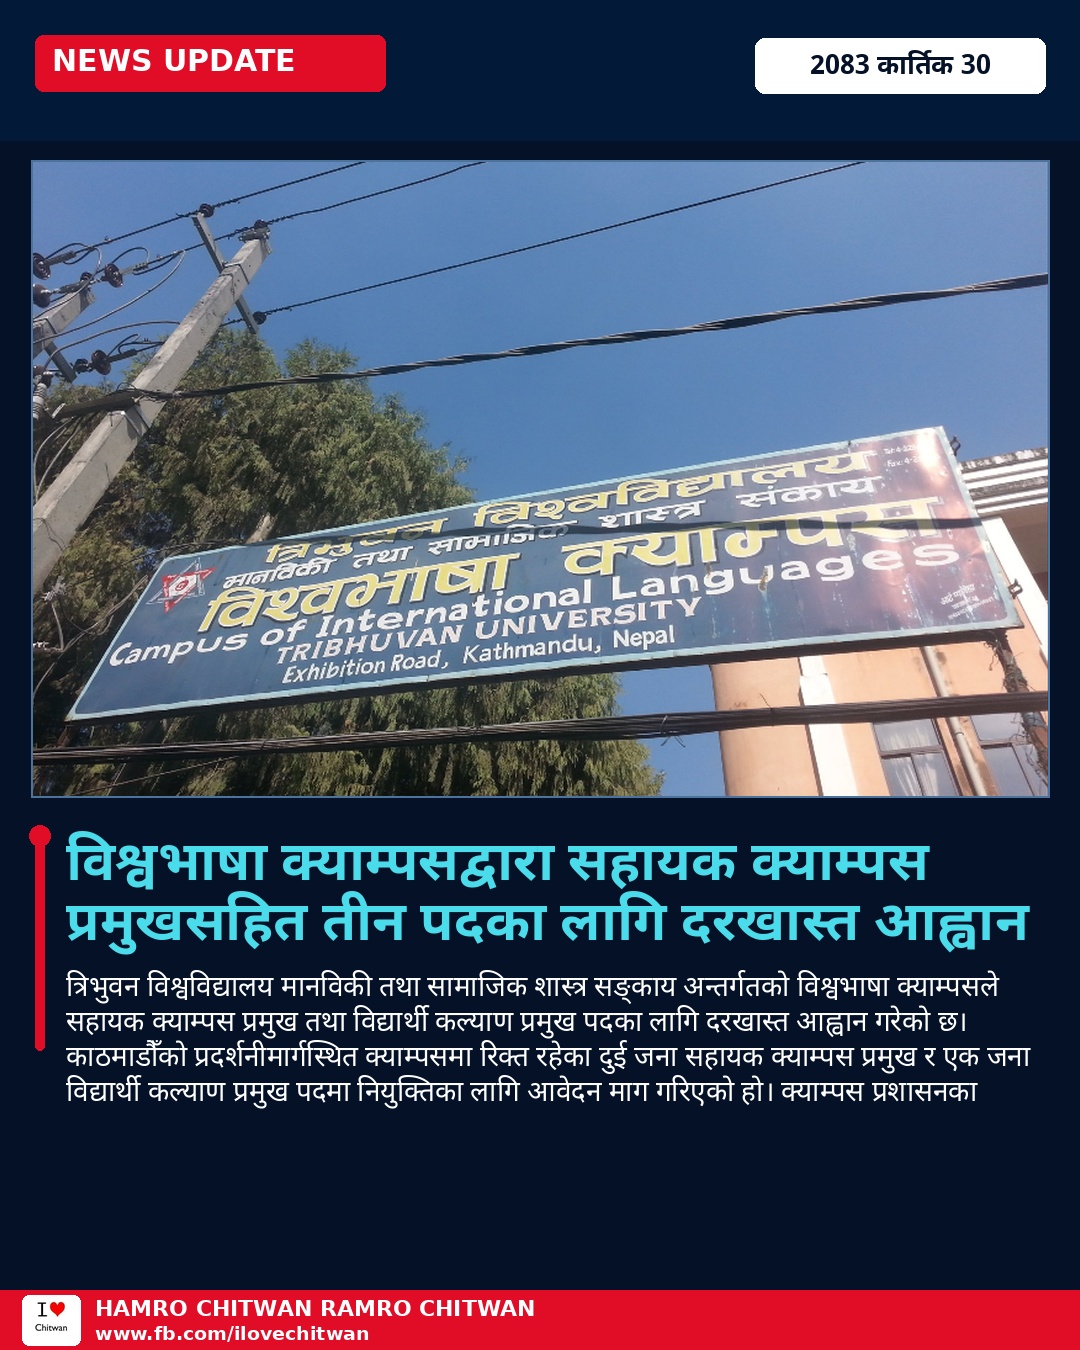 NEWS UPDATE
2083 कार्तिक 30
त्रिभुवन विश्वविद्यालय
मानविकी तथा सामाजिक शास्त्र संकाय
विश्वभाषा क्याम्पस
Campus of International Languages
TRIBHUVAN UNIVERSITY
Exhibition Road, Kathmandu, Nepal
विश्वभाषा क्याम्पसद्वारा सहायक क्याम्पस
प्रमुखसहित तीन पदका लागि दरखास्त आह्वान
त्रिभुवन विश्वविद्यालय मानविकी तथा सामाजिक शास्त्र सङ्काय अन्तर्गतको विश्वभाषा क्याम्पसले
सहायक क्याम्पस प्रमुख तथा विद्यार्थी कल्याण प्रमुख पदका लागि दरखास्त आह्वान गरेको छ।
काठमाडौँको प्रदर्शनीमार्गस्थित क्याम्पसमा रिक्त रहेका दुई जना सहायक क्याम्पस प्रमुख र एक जना
विद्यार्थी कल्याण प्रमुख पदमा नियुक्तिका लागि आवेदन माग गरिएको हो। क्याम्पस प्रशासनका
I
Chitwan
HAMRO CHITWAN RAMRO CHITWAN
www.fb.com/ilovechitwan